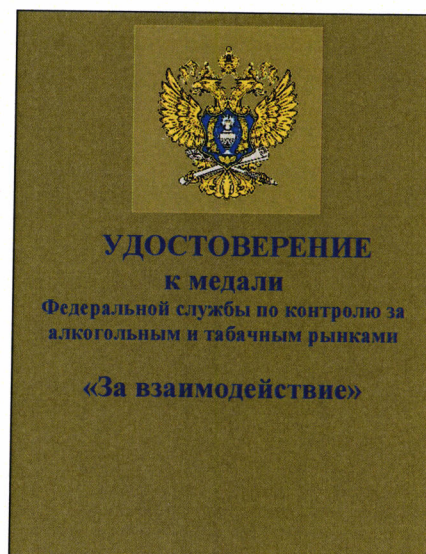 УДОСТОВЕРЕНИЕ
к медали
Федеральной службы по контролю за
алкогольным и табачным рынками
«За взаимодействие»